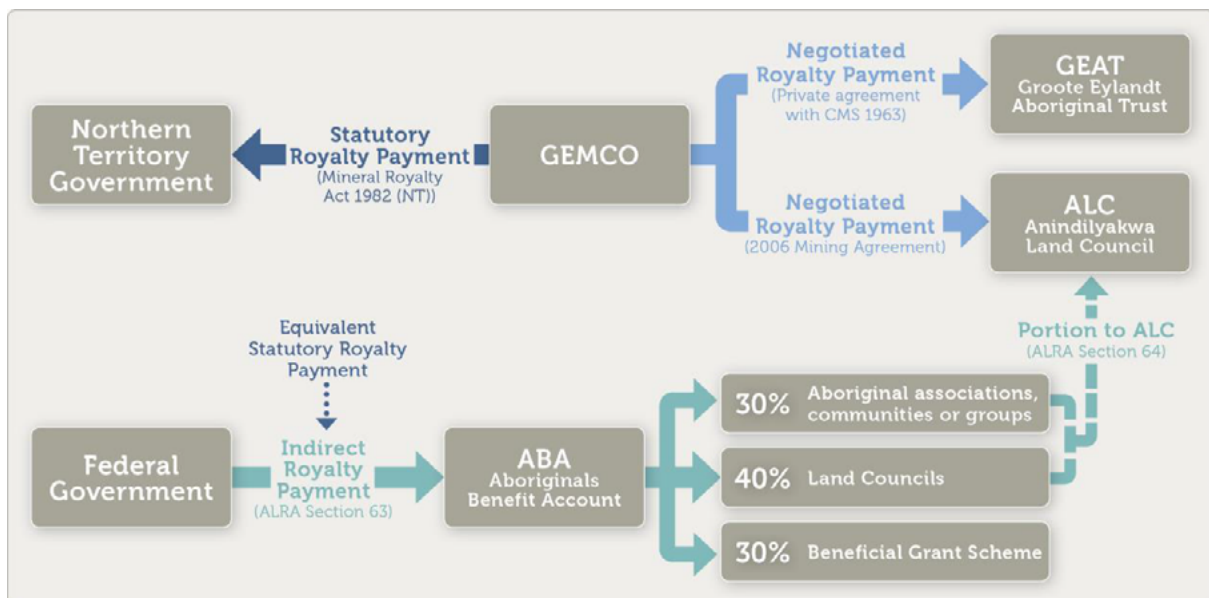 Northern
Territory
Government
Statutory
Royalty Payment
(Mineral Royalty
Act 1982 (NT))
GEMCO
Negotiated
Royalty Payment
(Private agreement
with CMS 1963)
GEAT
Groote Eylandt
Aboriginal Trust
Negotiated
Royalty Payment
(2006 Mining Agreement)
ALC
Anindilyakwa
Land Council
Portion to ALC
(ALRA Section 64)
Equivalent
Statutory Royalty
Payment
Federal
Government
Indirect
Royalty
Payment
(ALRA Section 63)
ABA
Aboriginals
Benefit Account
30% Aboriginal associations,
communities or groups
40% Land Councils
30% Beneficial Grant Scheme